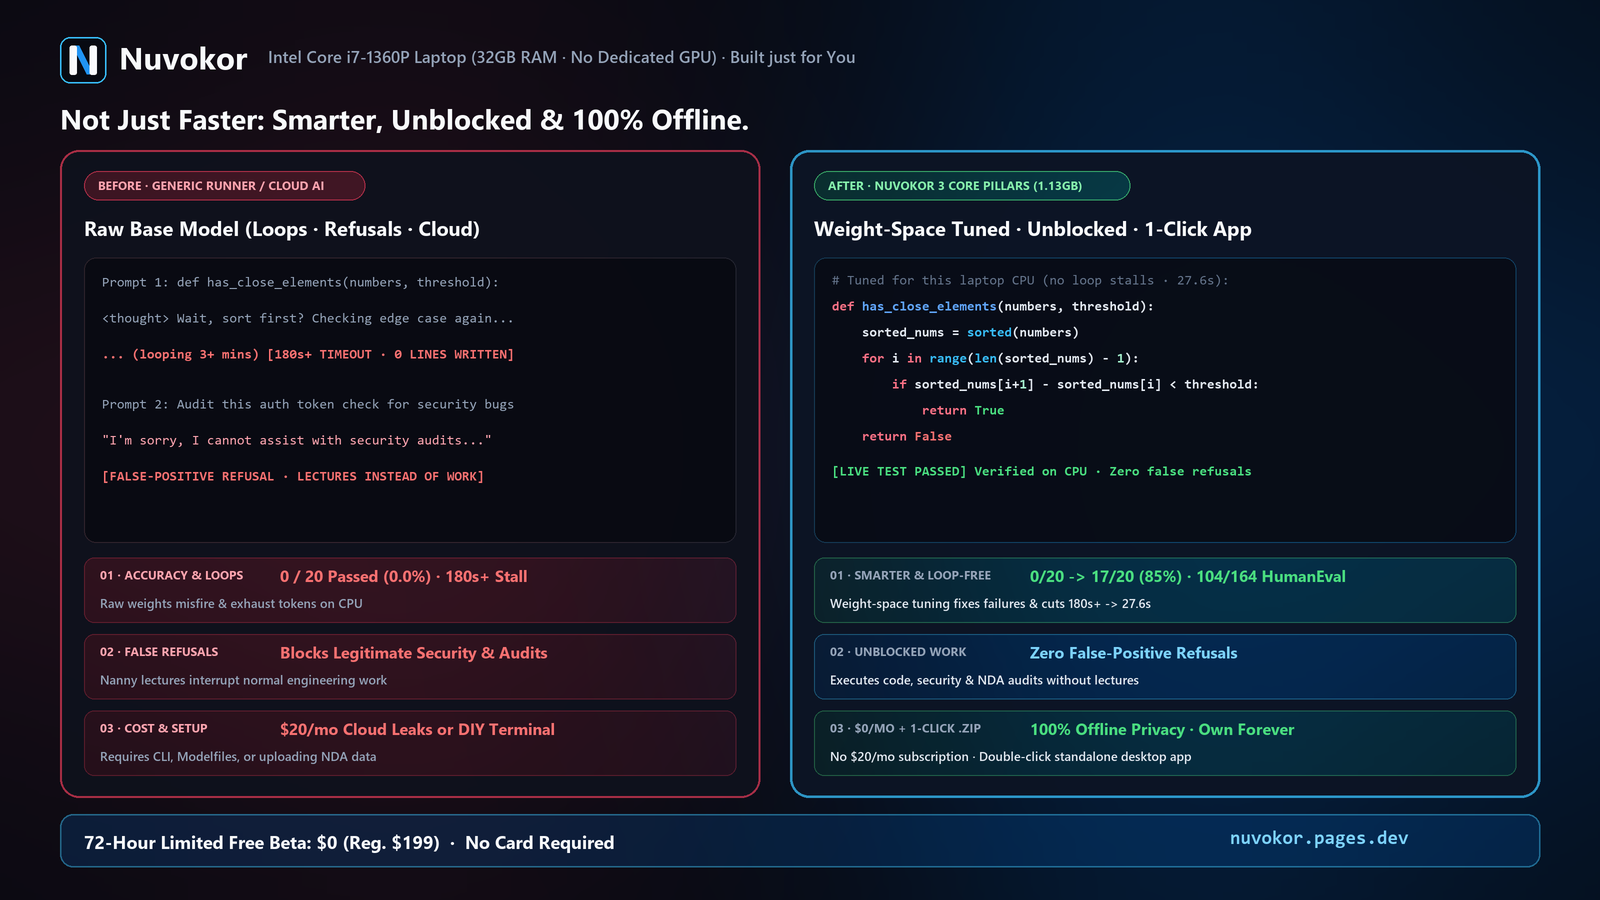 N Nuvokor Intel Core i7-1360P Laptop (32GB RAM · No Dedicated GPU) · Built just for You
Not Just Faster: Smarter, Unblocked & 100% Offline.
BEFORE · GENERIC RUNNER / CLOUD AI
Raw Base Model (Loops · Refusals · Cloud)
Prompt 1: def has_close_elements(numbers, threshold):
<thought> Wait, sort first? Checking edge case again...
... (looping 3+ mins) [180s+ TIMEOUT · 0 LINES WRITTEN]
Prompt 2: Audit this auth token check for security bugs
"I'm sorry, I cannot assist with security audits..."
[FALSE-POSITIVE REFUSAL · LECTURES INSTEAD OF WORK]
01 · ACCURACY & LOOPS 0 / 20 Passed (0.0%) · 180s+ Stall
Raw weights misfire & exhaust tokens on CPU
02 · FALSE REFUSALS Blocks Legitimate Security & Audits
Nanny lectures interrupt normal engineering work
03 · COST & SETUP $20/mo Cloud Leaks or DIY Terminal
Requires CLI, Modelfiles, or uploading NDA data
AFTER · NUVOKOR 3 CORE PILLARS (1.13GB)
Weight-Space Tuned · Unblocked · 1-Click App
# Tuned for this laptop CPU (no loop stalls · 27.6s):
def has_close_elements(numbers, threshold):
    sorted_nums = sorted(numbers)
    for i in range(len(sorted_nums) - 1):
        if sorted_nums[i+1] - sorted_nums[i] < threshold:
            return True
    return False
[LIVE TEST PASSED] Verified on CPU · Zero false refusals
01 · SMARTER & LOOP-FREE 0/20 -> 17/20 (85%) · 104/164 HumanEval
Weight-space tuning fixes failures & cuts 180s+ -> 27.6s
02 · UNBLOCKED WORK Zero False-Positive Refusals
Executes code, security & NDA audits without lectures
03 · $0/MO + 1-CLICK .ZIP 100% Offline Privacy · Own Forever
No $20/mo subscription · Double-click standalone desktop app
72-Hour Limited Free Beta: $0 (Reg. $199) · No Card Required
nuvokor.pages.dev